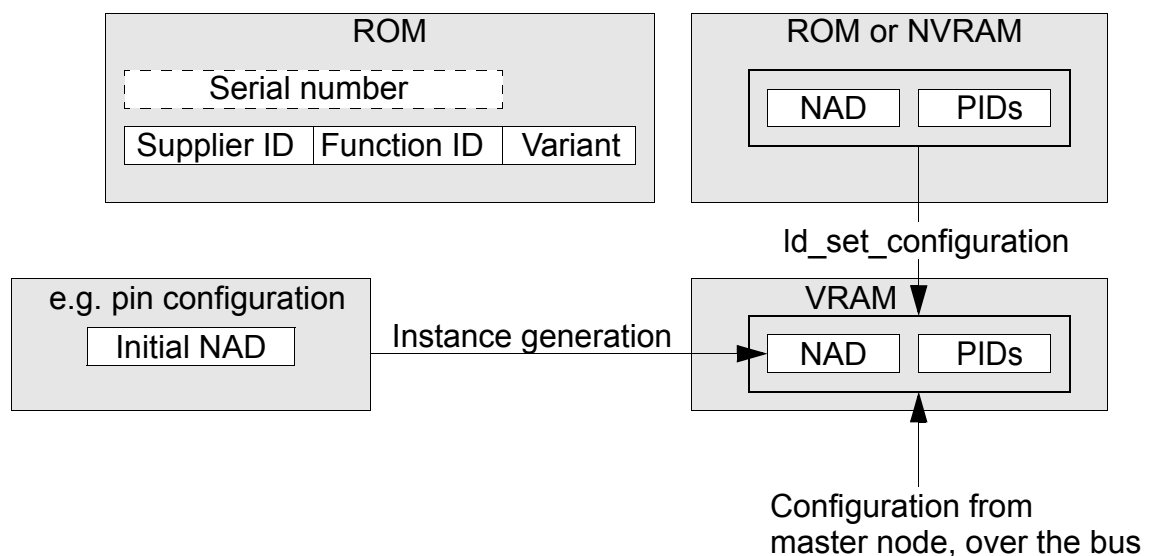 ROM
Serial number
Supplier ID Function ID Variant
ROM or NVRAM
NAD PIDs
ld_set_configuration
e.g. pin configuration
Initial NAD
Instance generation
VRAM
NAD PIDs
Configuration from
master node, over the bus